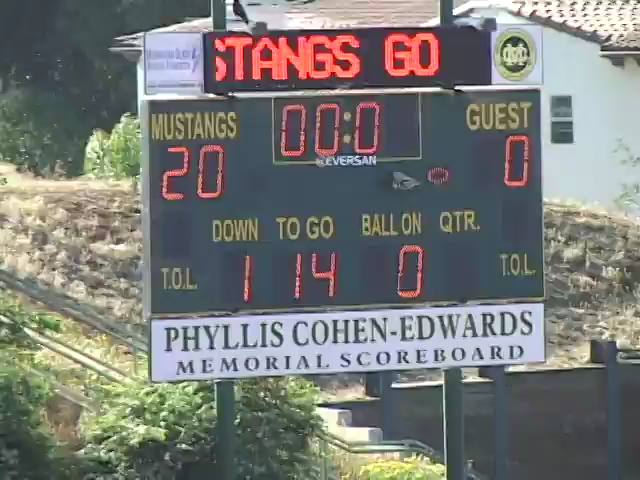 STANGS GO
MUSTANGS 00:0 GUEST
20 EVERSAN 0
DOWN TO GO BALL ON QTR.
T.O.L. 1 14 0 T.O.L.
PHYLLIS COHEN-EDWARDS
MEMORIAL SCOREBOARD